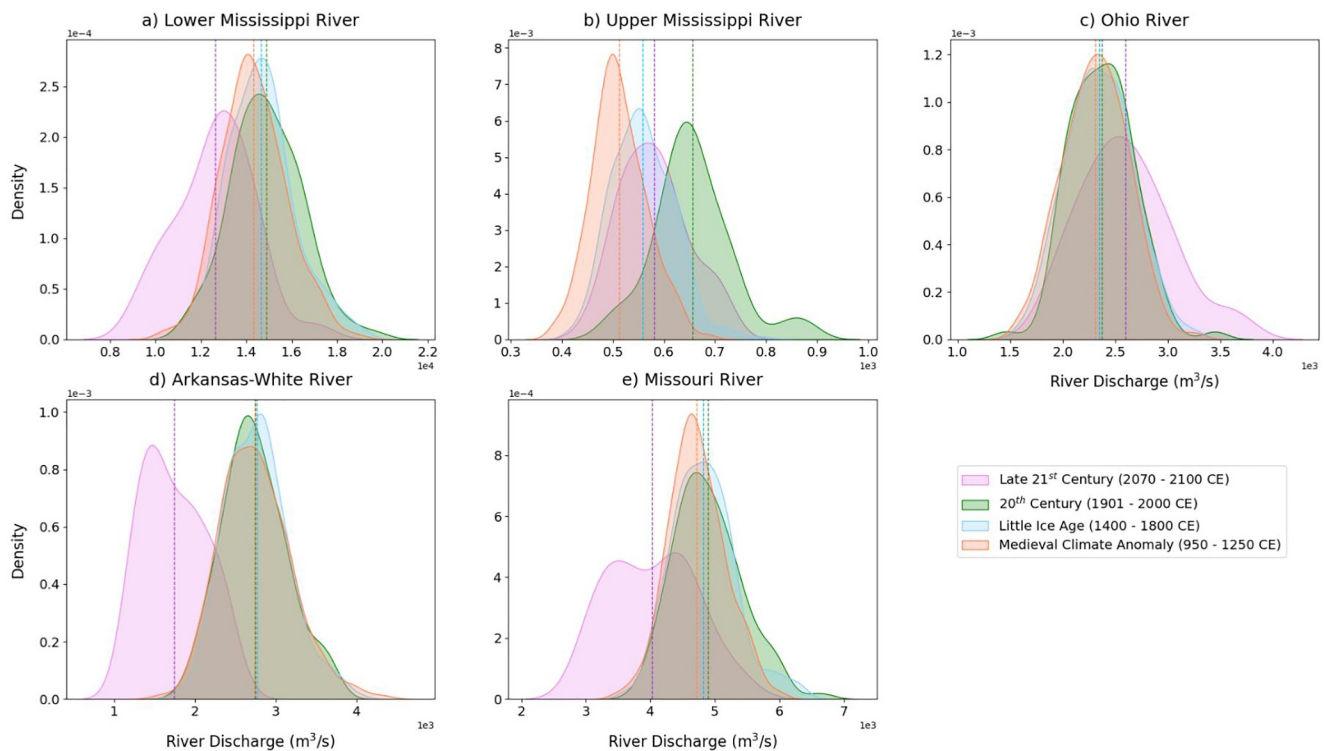 a) Lower Mississippi River
1e−4
Density
2.5
2.0
1.5
1.0
0.5
0.0
0.8 1.0 1.2 1.4 1.6 1.8 2.0 2.2
1e4
b) Upper Mississippi River
1e−3
8
7
6
5
4
3
2
1
0
0.3 0.4 0.5 0.6 0.7 0.8 0.9 1.0
1e3
c) Ohio River
1e−3
1.2
1.0
0.8
0.6
0.4
0.2
0.0
1.0 1.5 2.0 2.5 3.0 3.5 4.0
1e3
River Discharge (m³/s)
d) Arkansas-White River
1e−3
Density
1.0
0.8
0.6
0.4
0.2
0.0
1 2 3 4
1e3
River Discharge (m³/s)
e) Missouri River
1e−4
8
6
4
2
0
2 3 4 5 6 7
1e3
River Discharge (m³/s)
Late 21ˢᵗ Century (2070 - 2100 CE)
20ᵗʰ Century (1901 - 2000 CE)
Little Ice Age (1400 - 1800 CE)
Medieval Climate Anomaly (950 - 1250 CE)